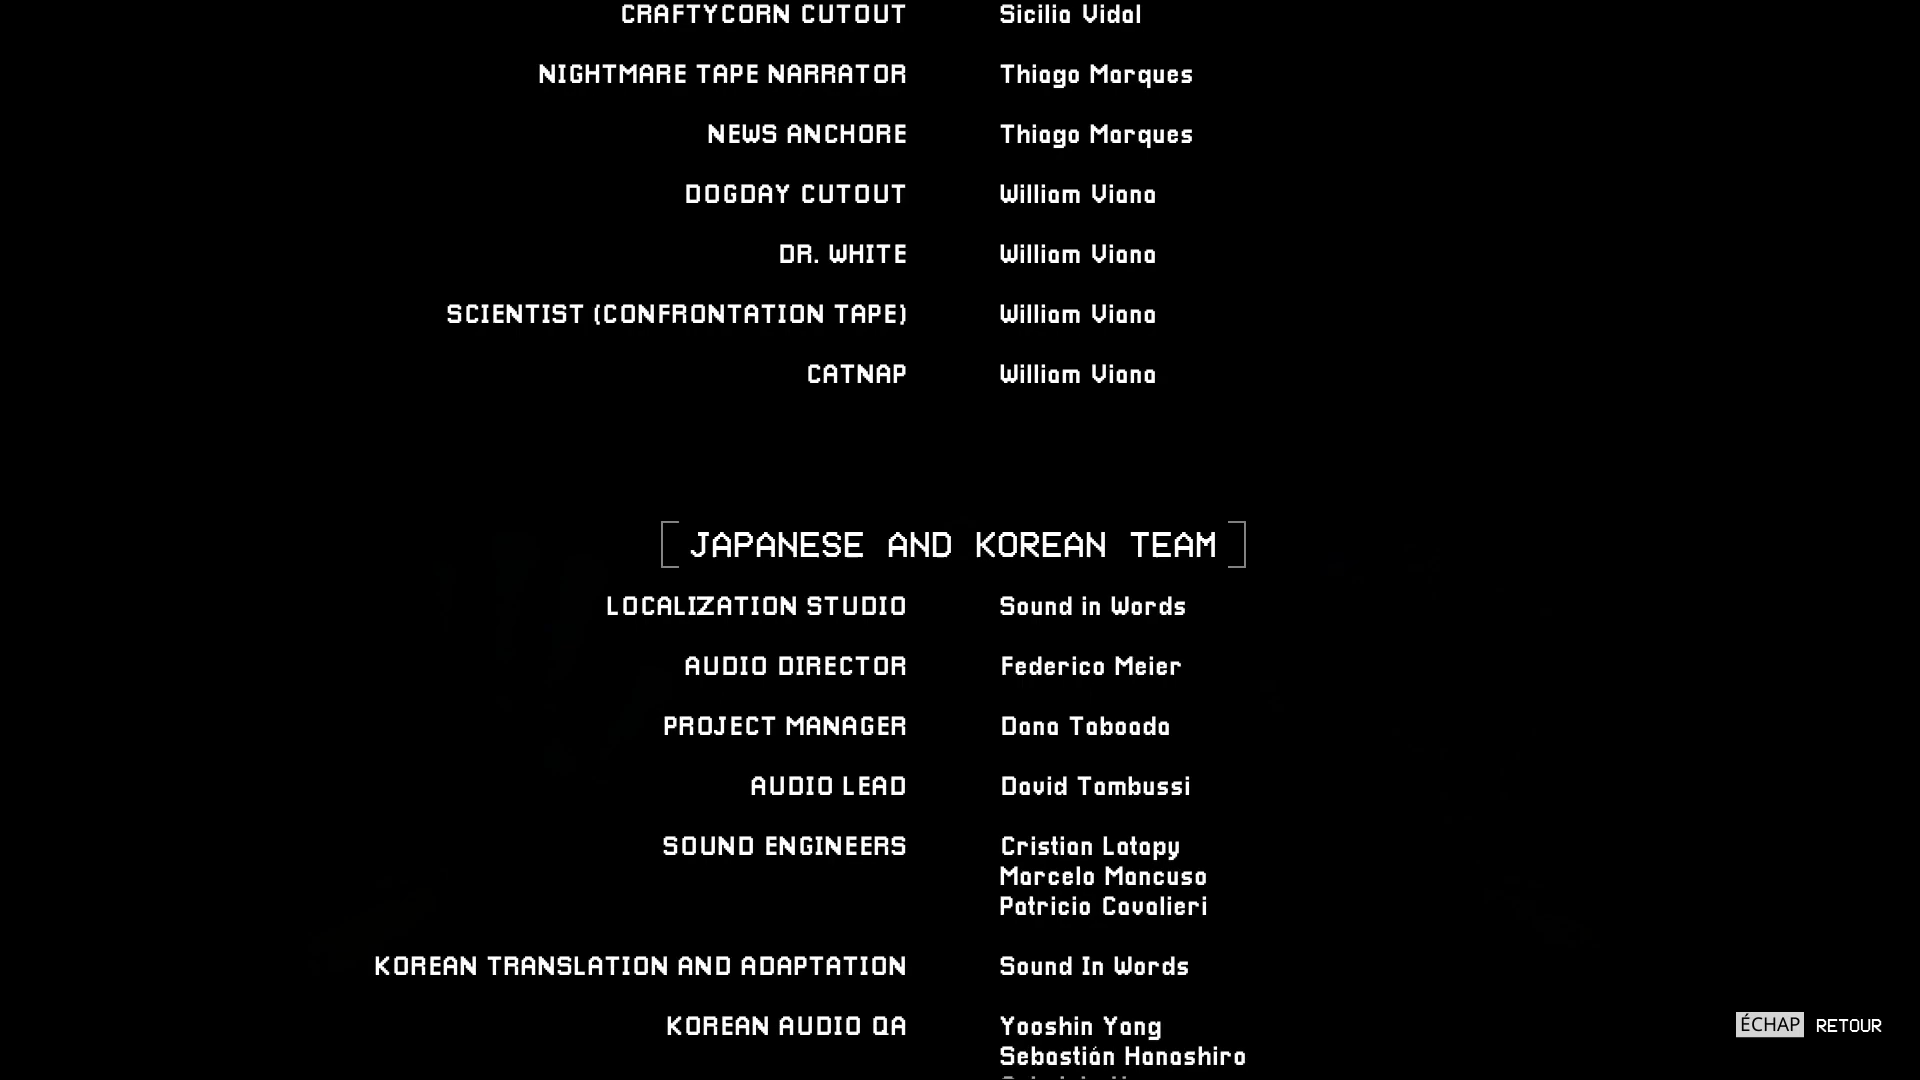 CRAFTYCORN CUTOUT Sicilia Vidal
NIGHTMARE TAPE NARRATOR Thiago Marques
NEWS ANCHORE Thiago Marques
DOGDAY CUTOUT William Viana
DR. WHITE William Viana
SCIENTIST (CONFRONTATION TAPE) William Viana
CATNAP William Viana
JAPANESE AND KOREAN TEAM
LOCALIZATION STUDIO Sound in Words
AUDIO DIRECTOR Federico Meier
PROJECT MANAGER Dana Taboada
AUDIO LEAD David Tambussi
SOUND ENGINEERS Cristian Latapy
Marcelo Mancuso
Patricio Cavalieri
KOREAN TRANSLATION AND ADAPTATION Sound In Words
KOREAN AUDIO QA Yooshin Yang
Sebastián Hanashiro
ÉCHAP RETOUR